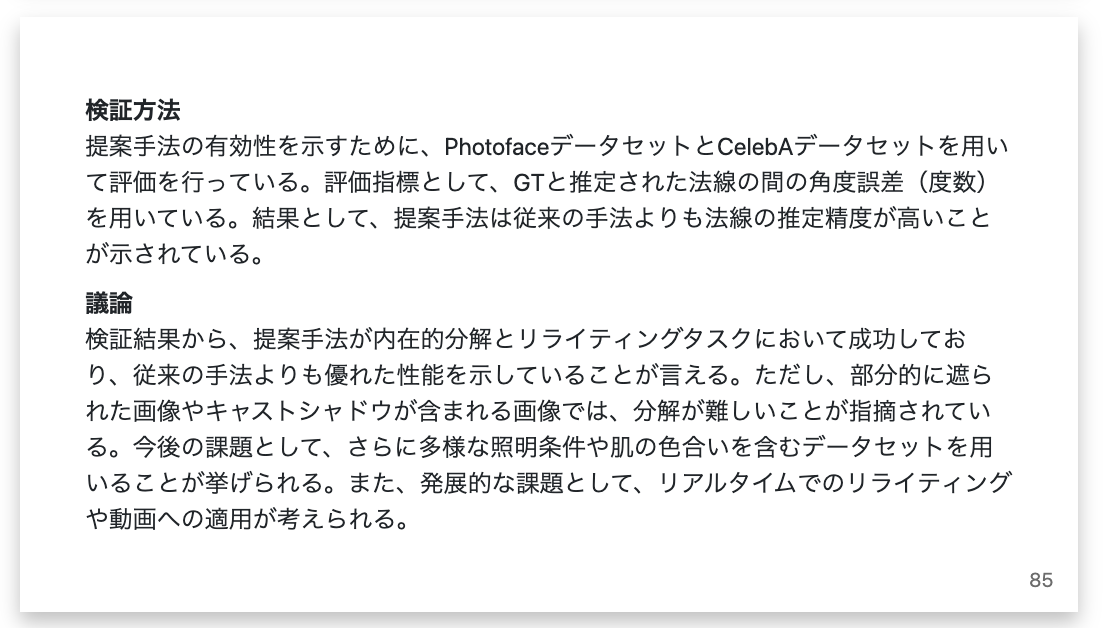 検証方法
提案手法の有効性を示すために、PhotofaceデータセットとCelebAデータセットを用い
て評価を行っている。評価指標として、GTと推定された法線の間の角度誤差（度数）
を用いている。結果として、提案手法は従来の手法よりも法線の推定精度が高いこと
が示されている。
議論
検証結果から、提案手法が内在的分解とリライティングタスクにおいて成功してお
り、従来の手法よりも優れた性能を示していることが言える。ただし、部分的に遮ら
れた画像やキャストシャドウが含まれる画像では、分解が難しいことが指摘されてい
る。今後の課題として、さらに多様な照明条件や肌の色合いを含むデータセットを用
いることが挙げられる。また、発展的な課題として、リアルタイムでのリライティング
や動画への適用が考えられる。
85